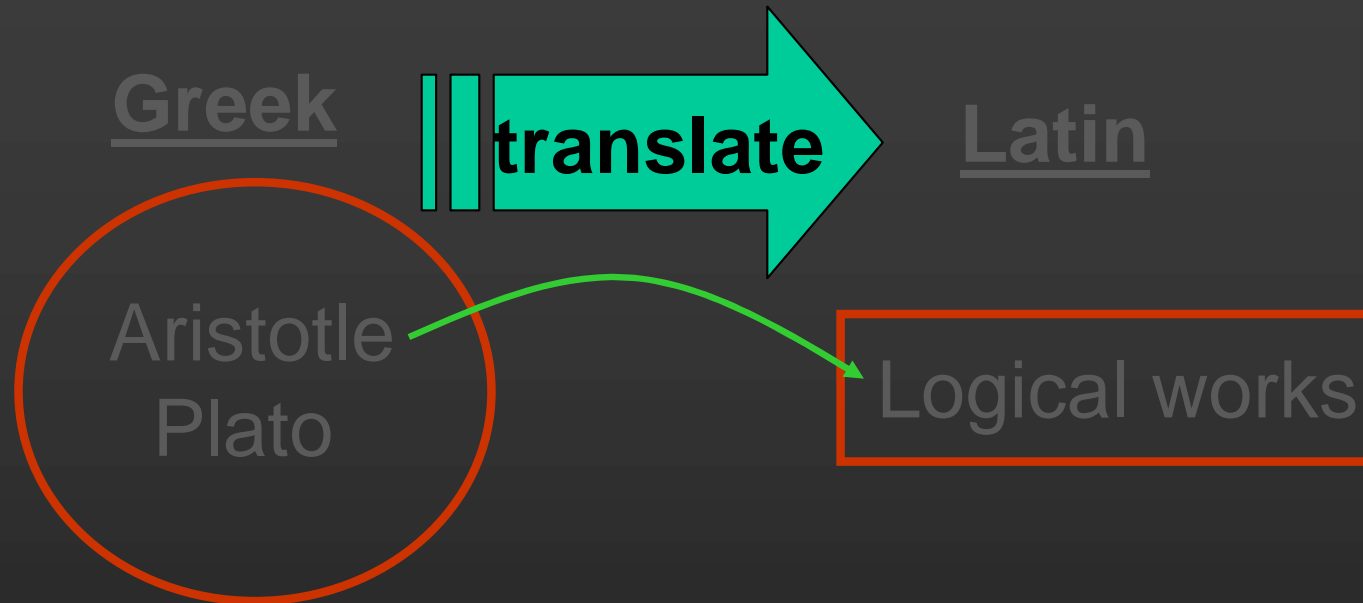 Greek
translate
Latin
Aristotle
Plato
Logical works